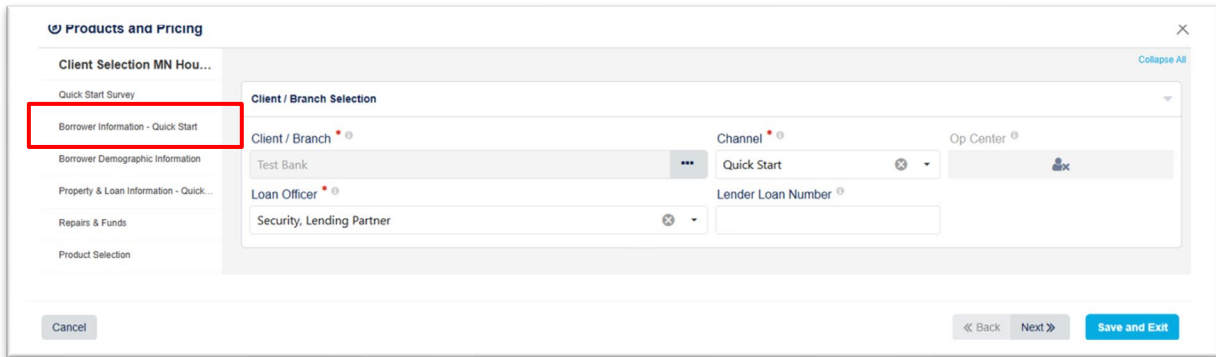 Products and Pricing
Client Selection MN Hou...
Collapse All
Quick Start Survey
Borrower Information - Quick Start
Borrower Demographic Information
Property & Loan Information - Quick...
Repairs & Funds
Product Selection
Client / Branch Selection
Client / Branch *
Channel *
Op Center
Test Bank
•••
Quick Start
Loan Officer *
Lender Loan Number
Security, Lending Partner
Cancel
« Back
Next »
Save and Exit